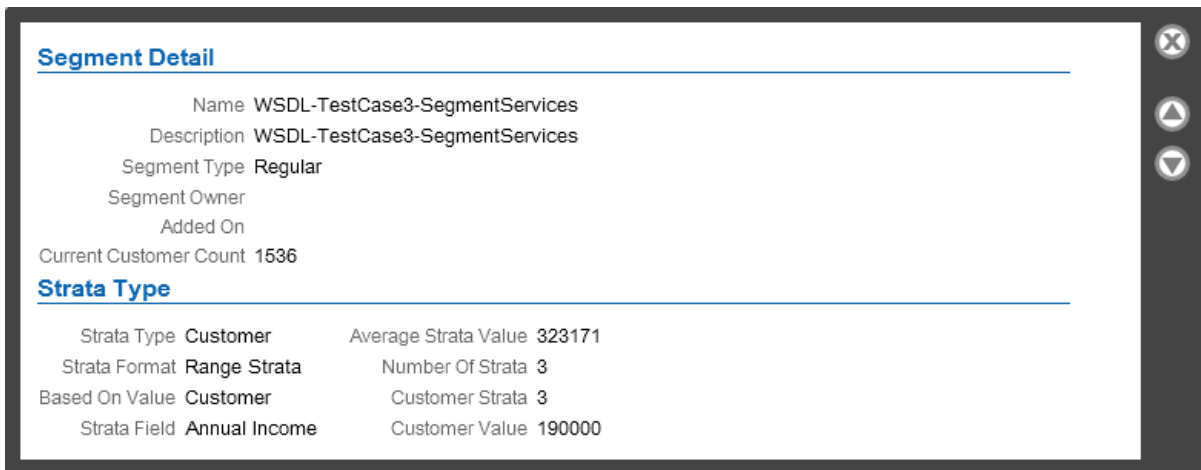 Segment Detail
Name WSDL-TestCase3-SegmentServices
Description WSDL-TestCase3-SegmentServices
Segment Type Regular
Segment Owner
Added On
Current Customer Count 1536
Strata Type
Strata Type Customer Average Strata Value 323171
Strata Format Range Strata Number Of Strata 3
Based On Value Customer Customer Strata 3
Strata Field Annual Income Customer Value 190000